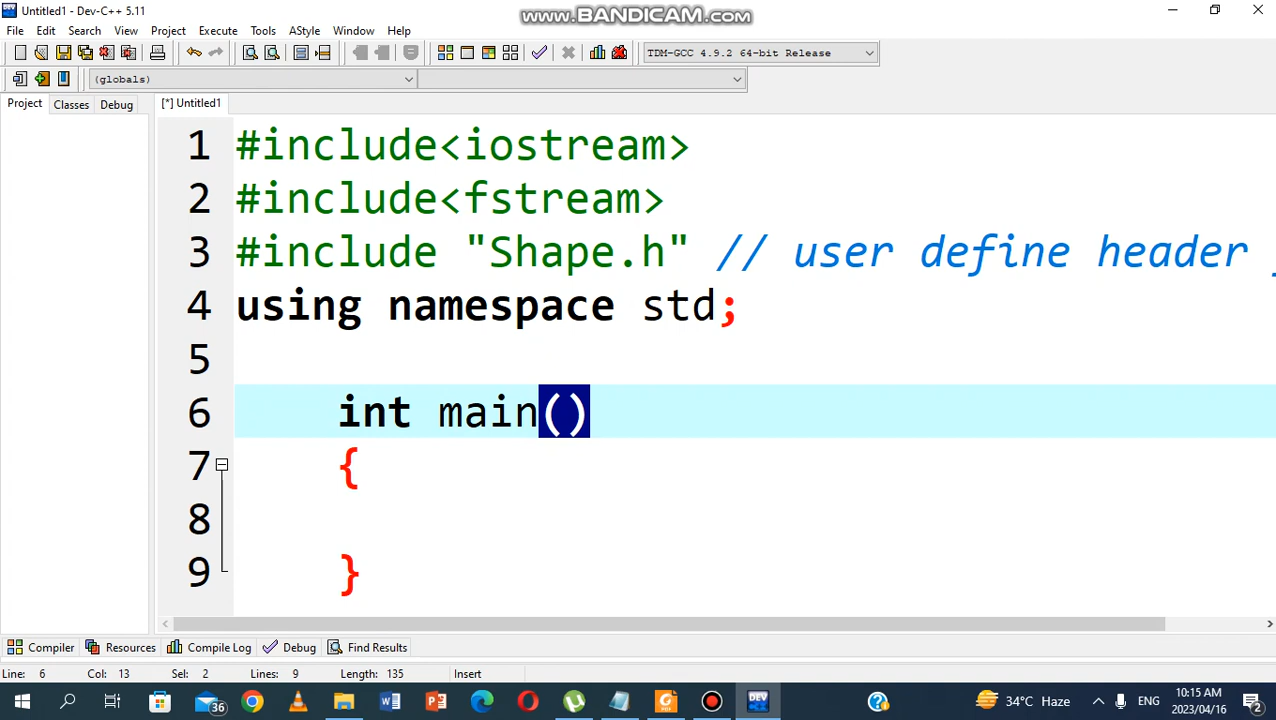 Untitled1 - Dev-C++ 5.11
www.BANDICAM.com
File Edit Search View Project Execute Tools AStyle Window Help
TDM-GCC 4.9.2 64-bit Release
(globals)
Project Classes Debug
[*] Untitled1
1 #include<iostream>
2 #include<fstream>
3 #include "Shape.h" // user define header
4 using namespace std;
5
6 int main()
7 {
8
9 }
Compiler Resources Compile Log Debug Find Results
Line: 6 Col: 13 Sel: 2 Lines: 9 Length: 135 Insert
36
34°C Haze
ENG
10:15 AM
2023/04/16
2